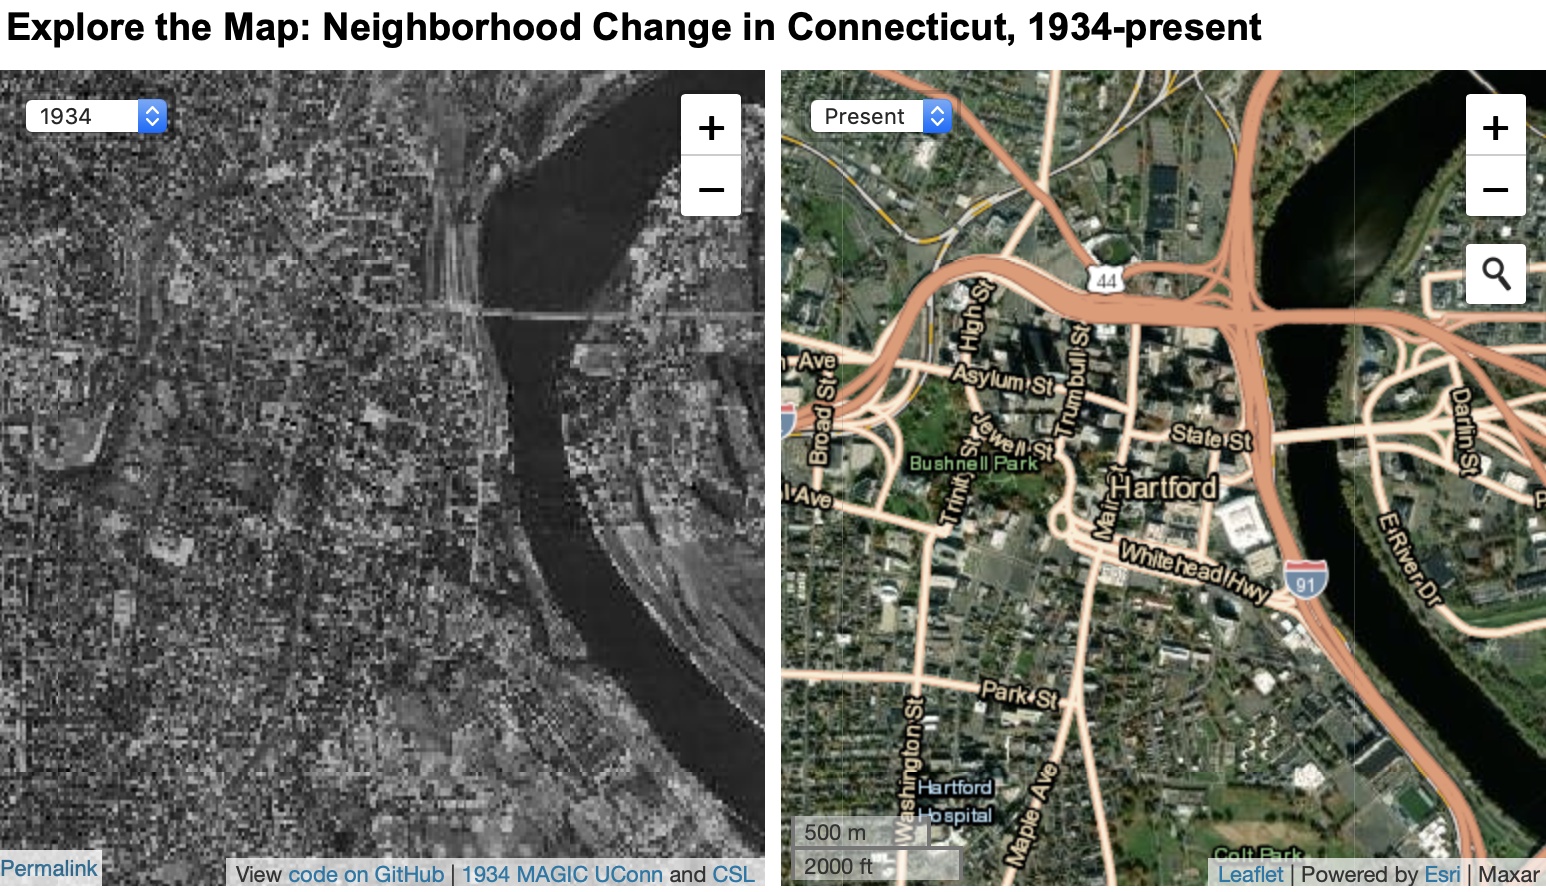 Explore the Map: Neighborhood Change in Connecticut, 1934-present
1934
+
−
Permalink
View code on GitHub | 1934 MAGIC UConn and CSL
Present
+
−
44
High St
Trumbull St
Ave
Asylum St
Broad St
Jewell St
State St
Darlin St
Bushnell Park
Trinity St
Main St
Hartford
Whitehead Hwy
91
E River Dr
Park St
Washington St
Hartford
Hospital
Maple Ave
500 m
2000 ft
Colt Park
Leaflet | Powered by Esri | Maxar